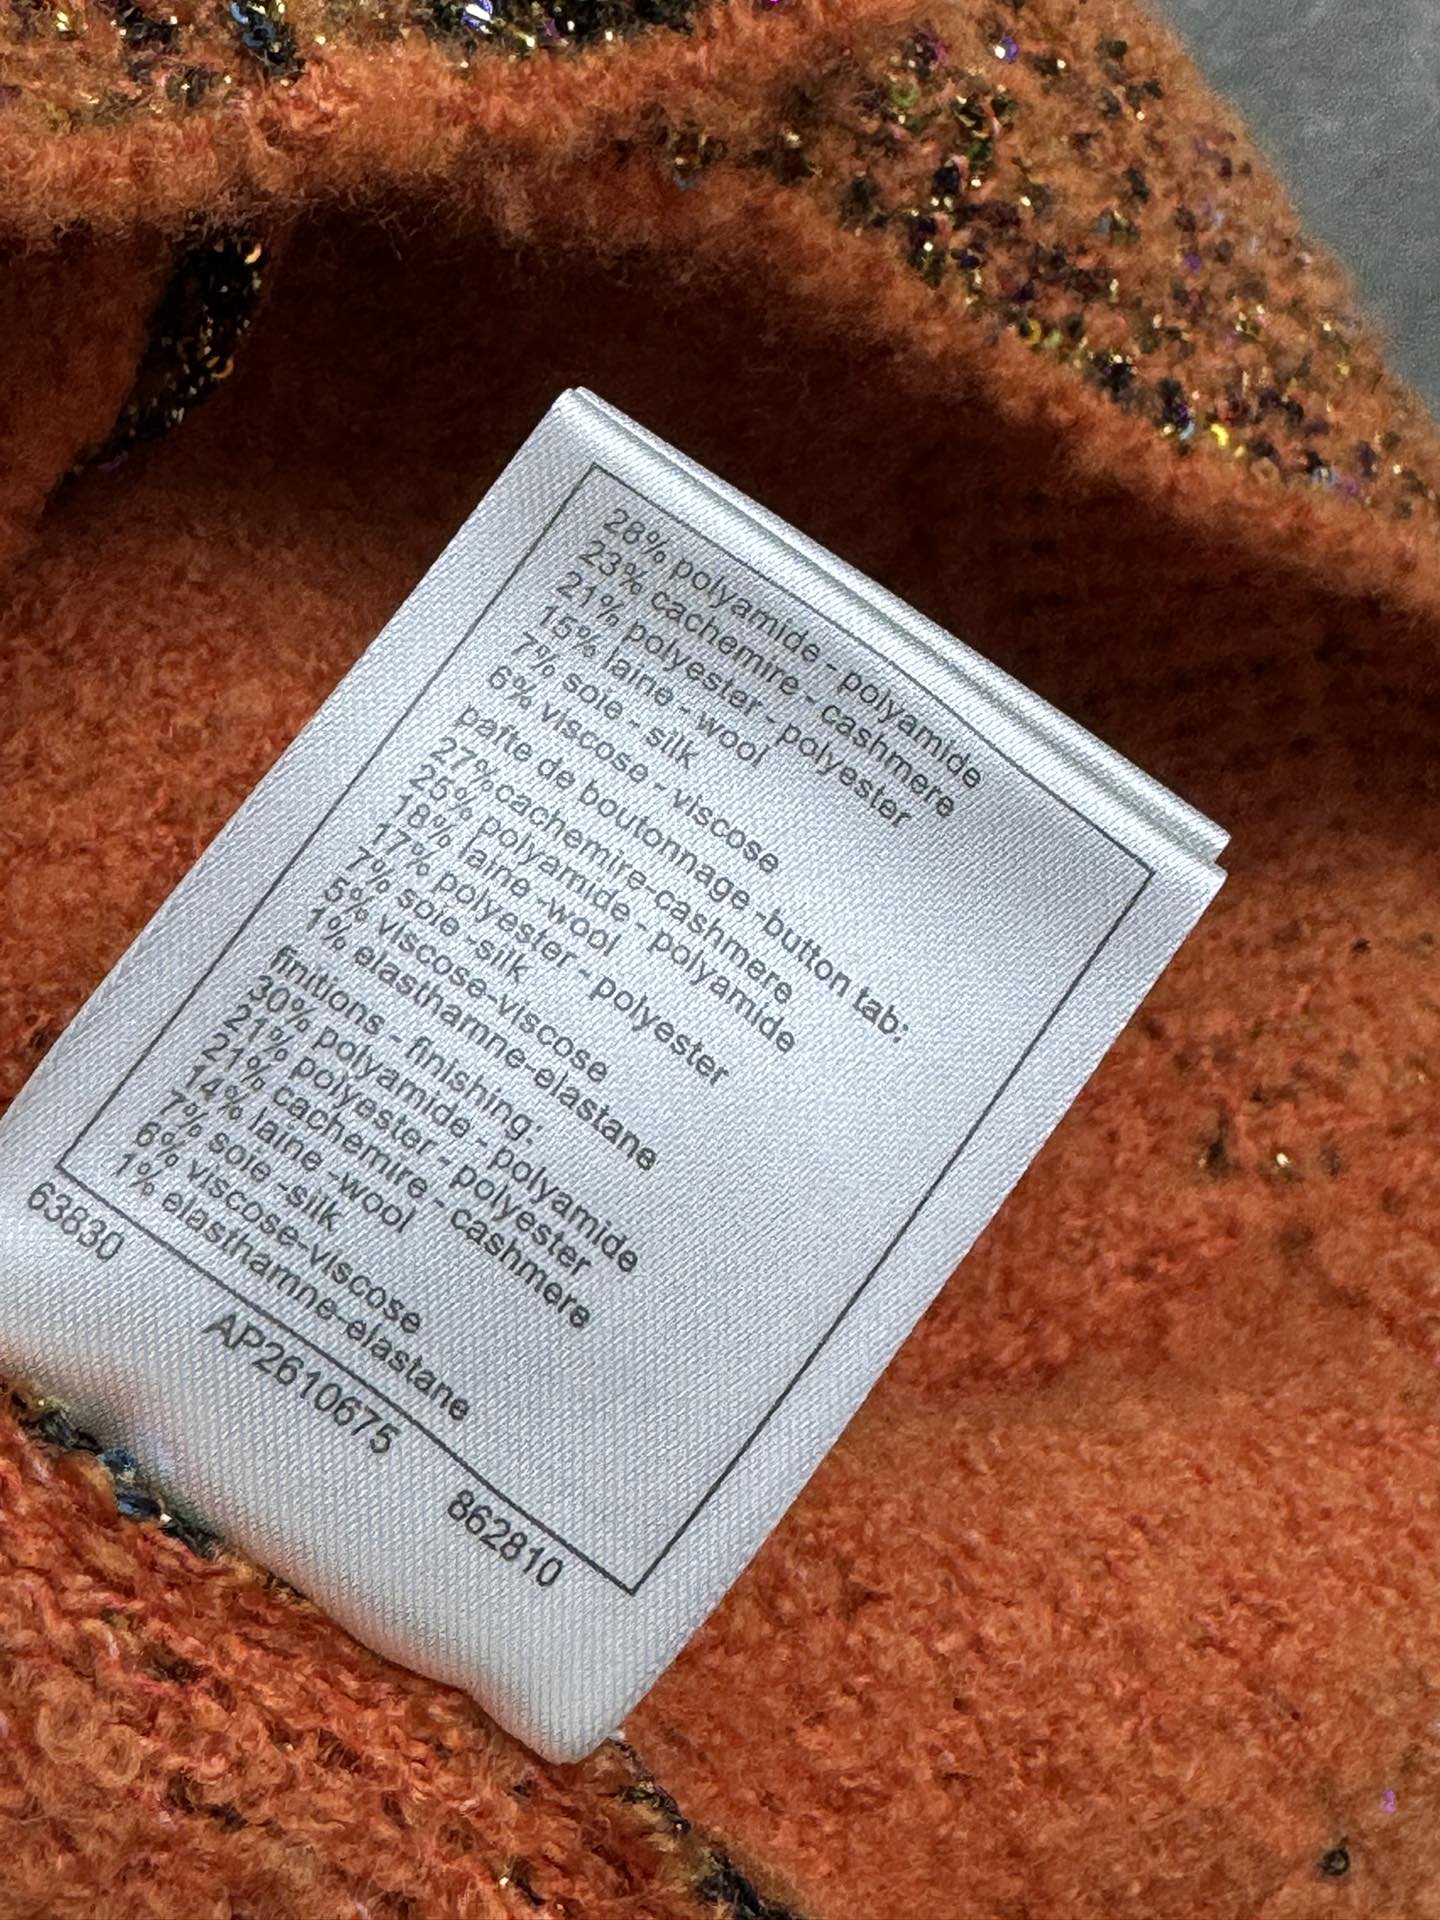 28% polyamide - polyamide
23% cachemire - cashmere
21% polyester - polyester
15% laine - wool
7% soie - silk
6% viscose - viscose
patte de boutonnage -button tab:
27%cachemire-cashmere
25% polyamide - polyamide
18% laine -wool
17% polyester - polyester
7% soie -silk
5% viscose-viscose
1% elasthamne-elastane
finitions - finishing:
30% polyamide - polyamide
21% polyester - polyester
21% cachemire - cashmere
14% laine -wool
7% soie -silk
6% viscose-viscose
1% elasthamne-elastane
63830 AP2610675 862810